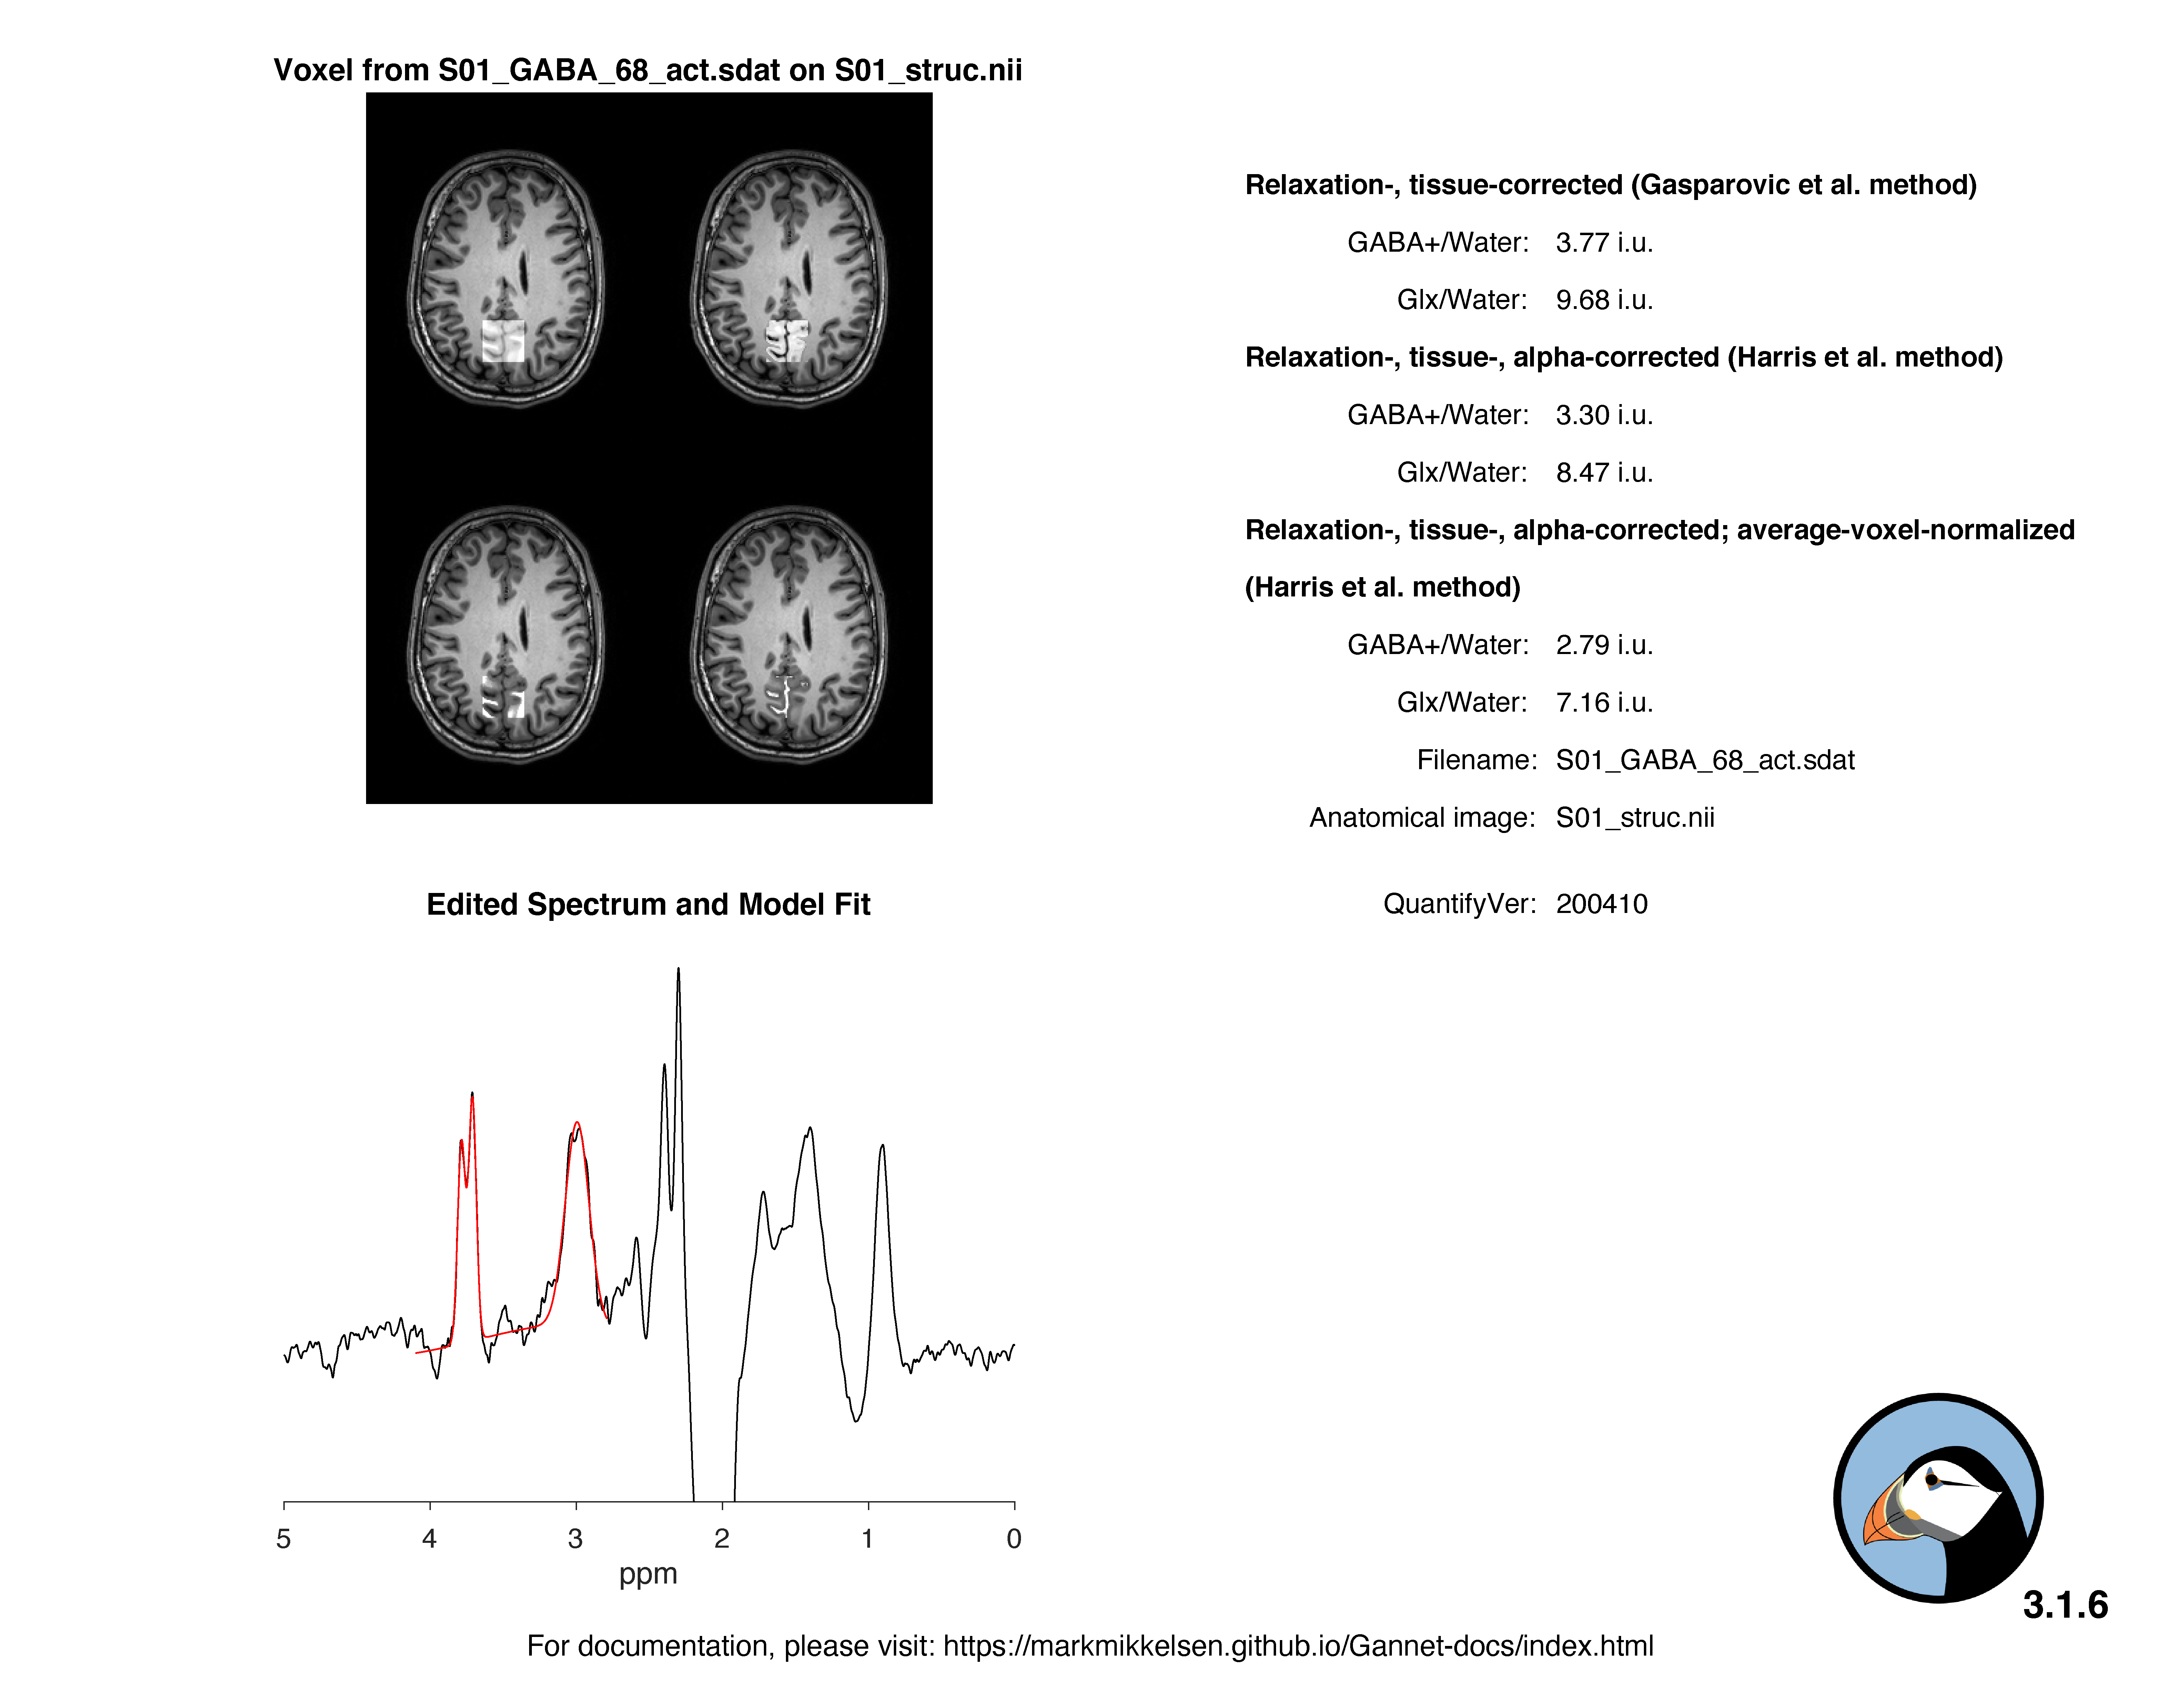 Voxel from S01_GABA_68_act.sdat on S01_struc.nii
Relaxation-, tissue-corrected (Gasparovic et al. method)
GABA+/Water: 3.77 i.u.
Glx/Water: 9.68 i.u.
Relaxation-, tissue-, alpha-corrected (Harris et al. method)
GABA+/Water: 3.30 i.u.
Glx/Water: 8.47 i.u.
Relaxation-, tissue-, alpha-corrected; average-voxel-normalized
(Harris et al. method)
GABA+/Water: 2.79 i.u.
Glx/Water: 7.16 i.u.
Filename: S01_GABA_68_act.sdat
Anatomical image: S01_struc.nii
QuantifyVer: 200410
Edited Spectrum and Model Fit
5 4 3 2 1 0
ppm
3.1.6
For documentation, please visit: https://markmikkelsen.github.io/Gannet-docs/index.html